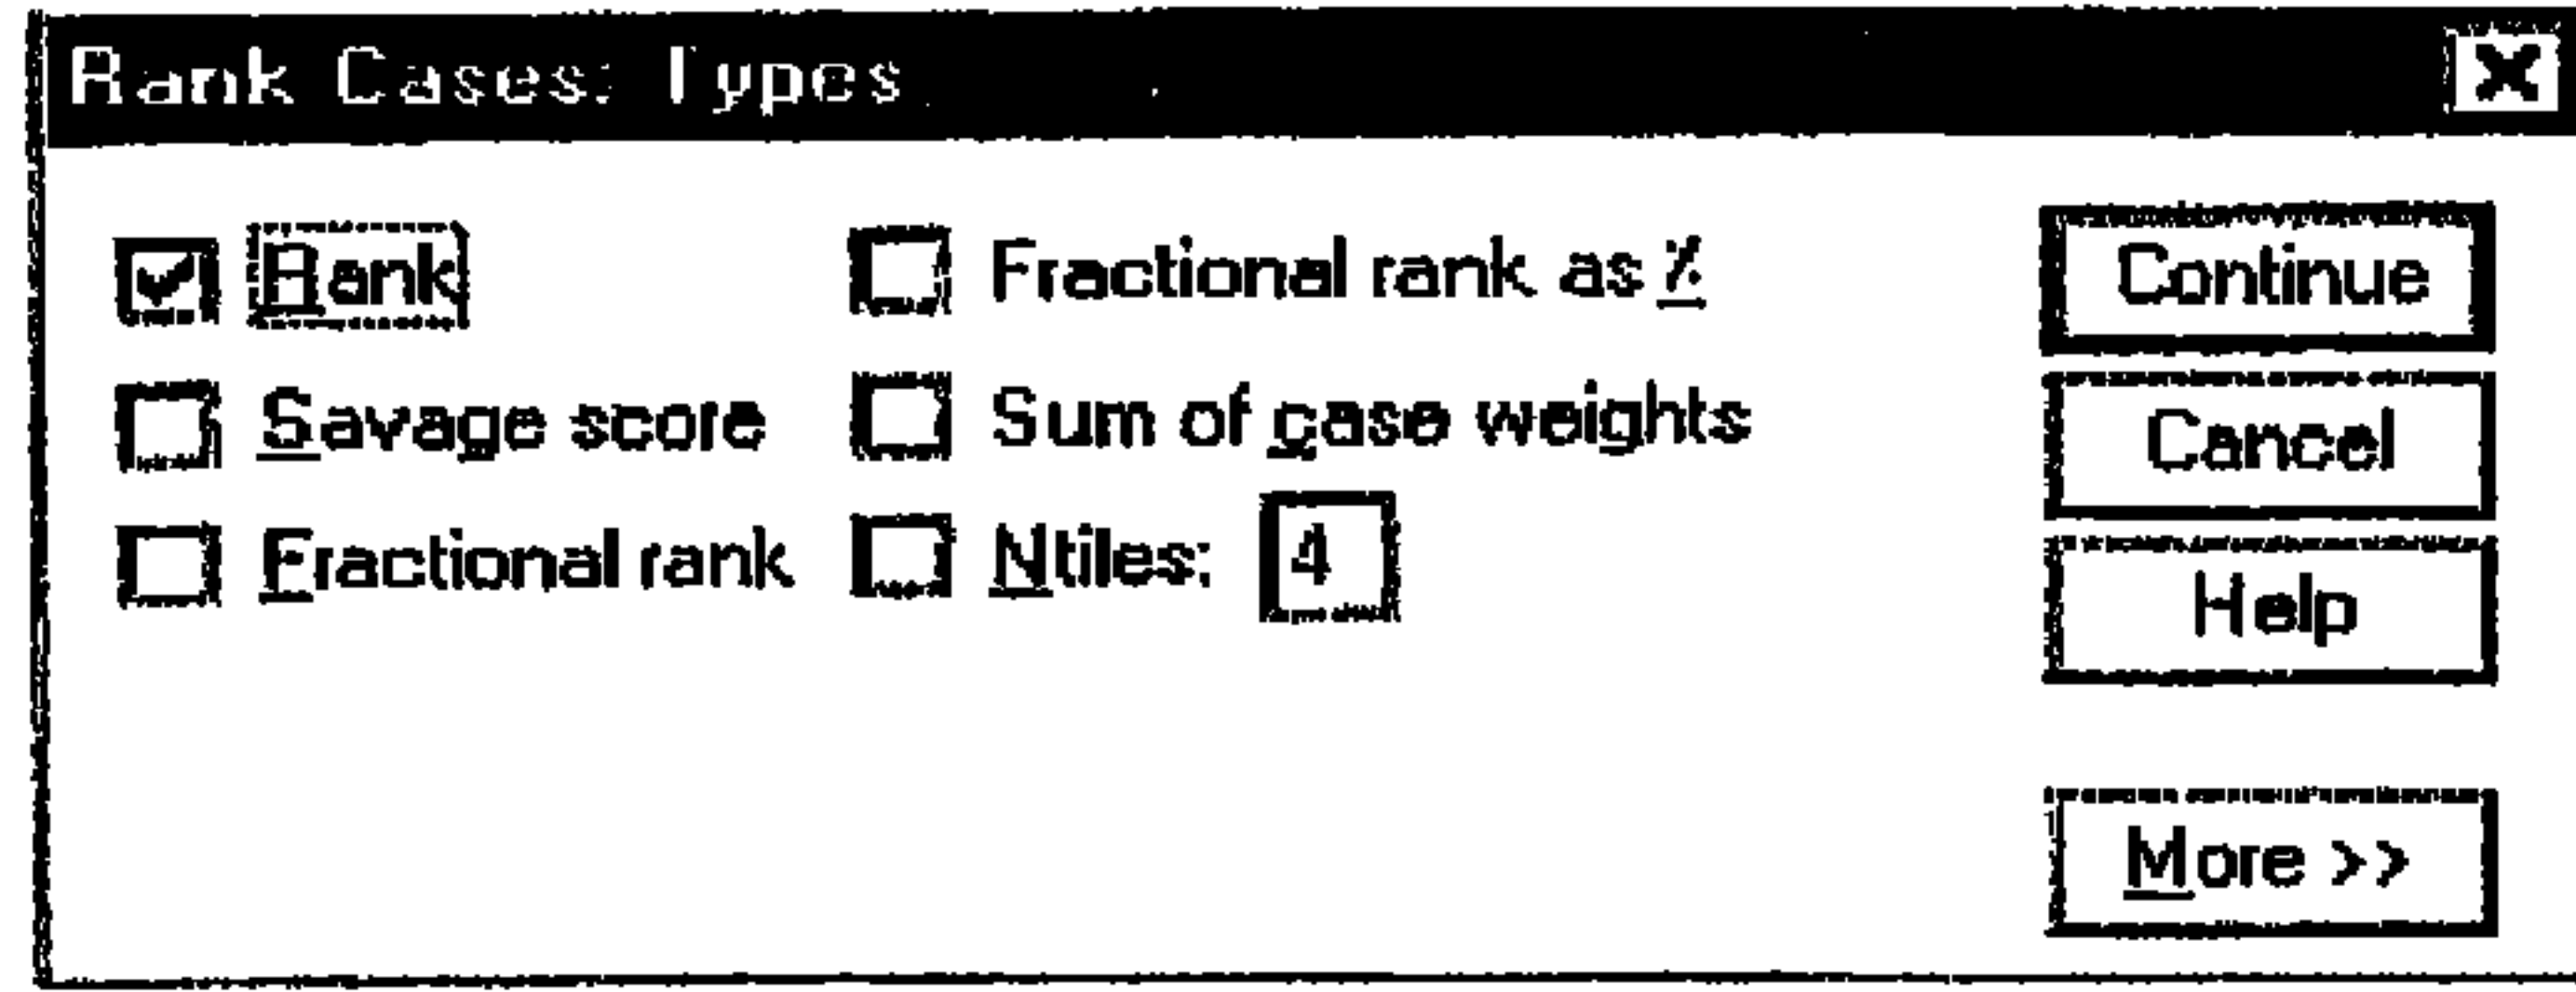 Rank Cases: Types
Rank
Fractional rank as %
Continue
Savage score
Sum of case weights
Cancel
Fractional rank
Ntiles: 4
Help
More >>